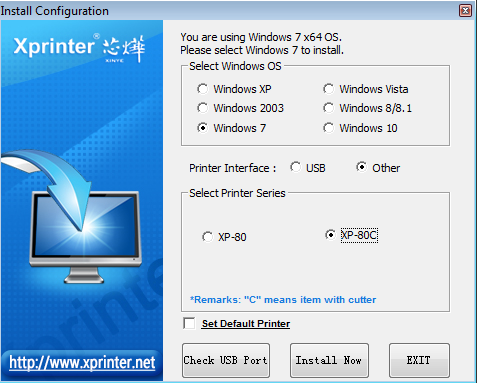 Install Configuration
Xprinter® 芯烨
XINYE
You are using Windows 7 x64 OS.
Please select Windows 7 to install.
Select Windows OS
Windows XP
Windows Vista
Windows 2003
Windows 8/8.1
Windows 7
Windows 10
Printer Interface :
USB
Other
Select Printer Series
XP-80
XP-80C
*Remarks: "C" means item with cutter
Set Default Printer
Check USB Port
Install Now
EXIT
http://www.xprinter.net